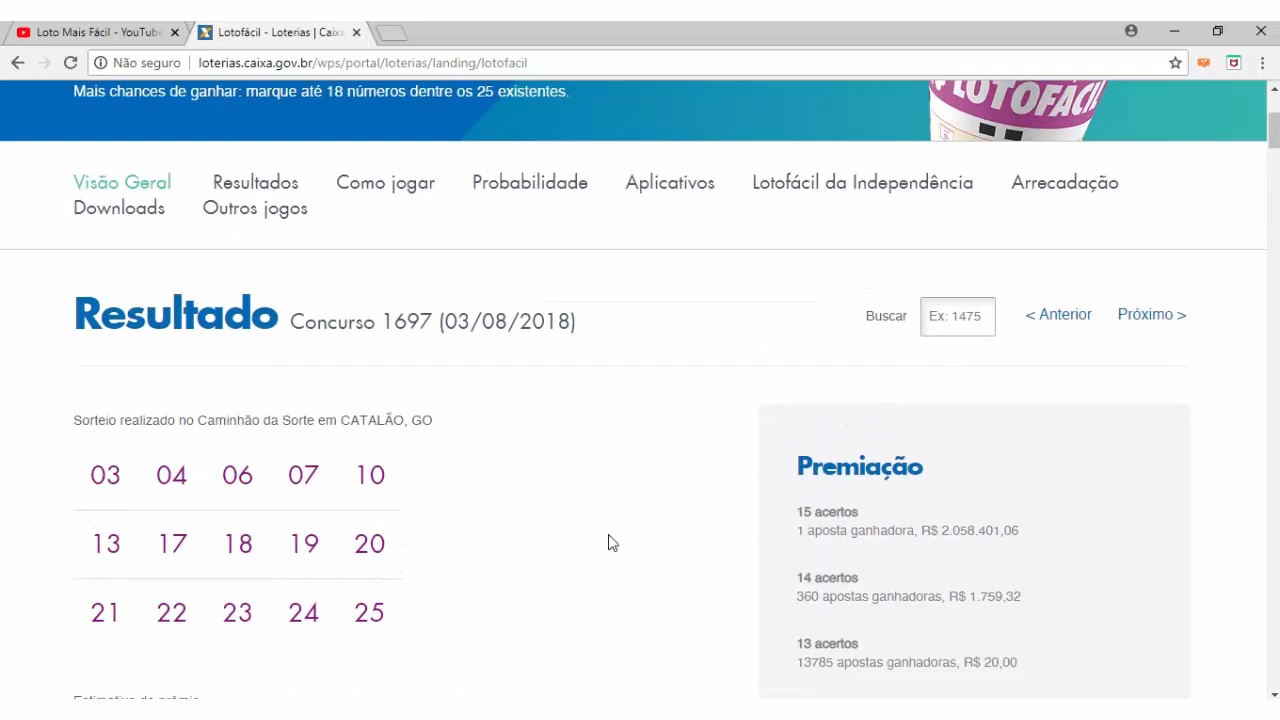 Loto Mais Fácil - YouTube
Lotofácil - Loterias | Caixa
Não seguro
loterias.caixa.gov.br/wps/portal/loterias/landing/lotofacil
Mais chances de ganhar: marque até 18 números dentre os 25 existentes.
LOTOFÁCIL
Visão Geral Resultados Como jogar Probabilidade Aplicativos Lotofácil da Independência Arrecadação
Downloads Outros jogos
Resultado Concurso 1697 (03/08/2018)
Buscar Ex: 1475 < Anterior Próximo >
Sorteio realizado no Caminhão da Sorte em CATALÃO, GO
03 04 06 07 10
13 17 18 19 20
21 22 23 24 25
Premiação
15 acertos
1 aposta ganhadora, R$ 2.058.401,06
14 acertos
360 apostas ganhadoras, R$ 1.759,32
13 acertos
13785 apostas ganhadoras, R$ 20,00